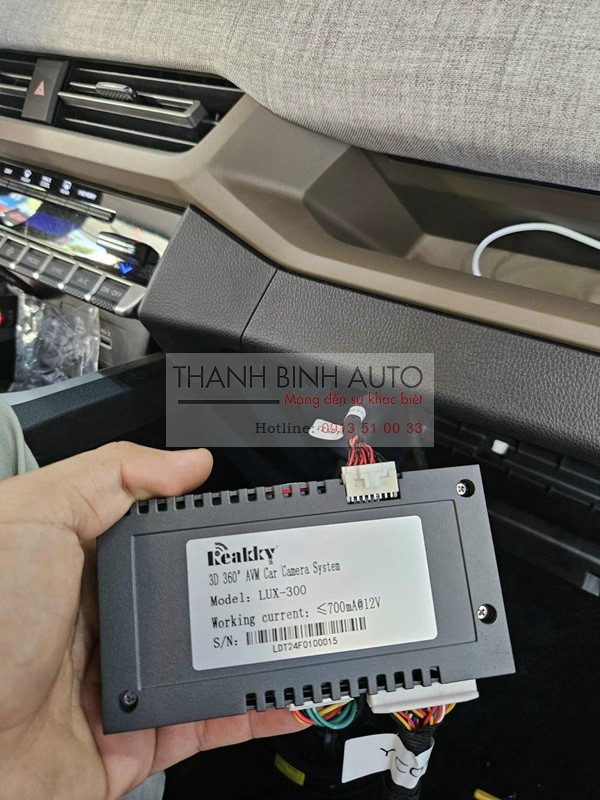 THANH BINH AUTO
Mang đến sự khác biệt
Hotline: 0913 51 00 33
Reakky
3D 360° AVM Car Camera System
Model: LUX-300
Working current: ≤700mA@12V
S/N:
LDT24F0100015